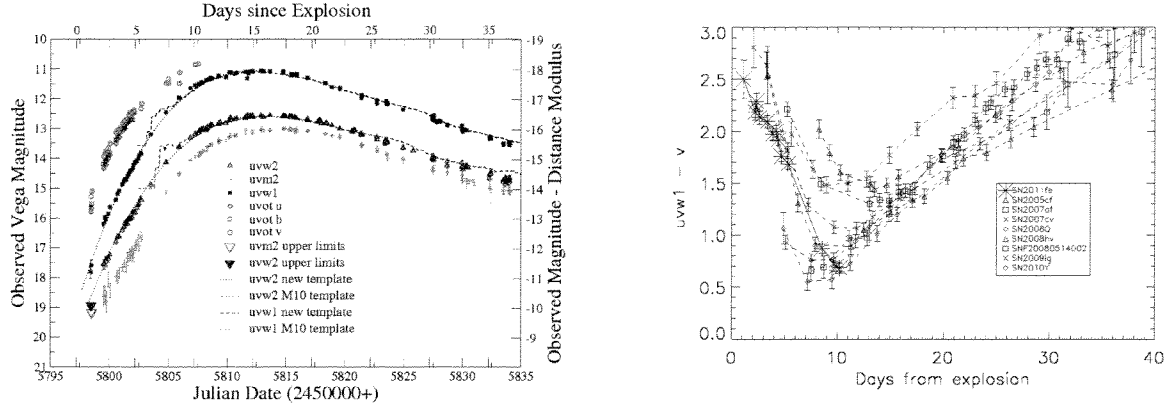 Days since Explosion
0 5 10 15 20 25 30 35
Observed Vega Magnitude
10
11
12
13
14
15
16
17
18
19
20
21
uvw2
uvm2
uvw1
uvot u
uvot b
uvot v
uvm2 upper limits
uvw2 upper limits
uvw2 new template
uvw2 M10 template
uvw1 new template
uvw1 M10 template
-19
-18
-17
-16
-15
-14
-13
-12
-11
-10
-9
Observed Magnitude - Distance Modulus
5795 5800 5805 5810 5815 5820 5825 5830 5835
Julian Date (2450000+)
uvw1 - v
3.0
2.5
2.0
1.5
1.0
0.5
0.0
SN2011fe
SN2005cf
SN2007af
SN2007cv
SN2008Q
SN2008hv
SNF20080514002
SN2009ig
SN2010Y
0 10 20 30 40
Days from explosion